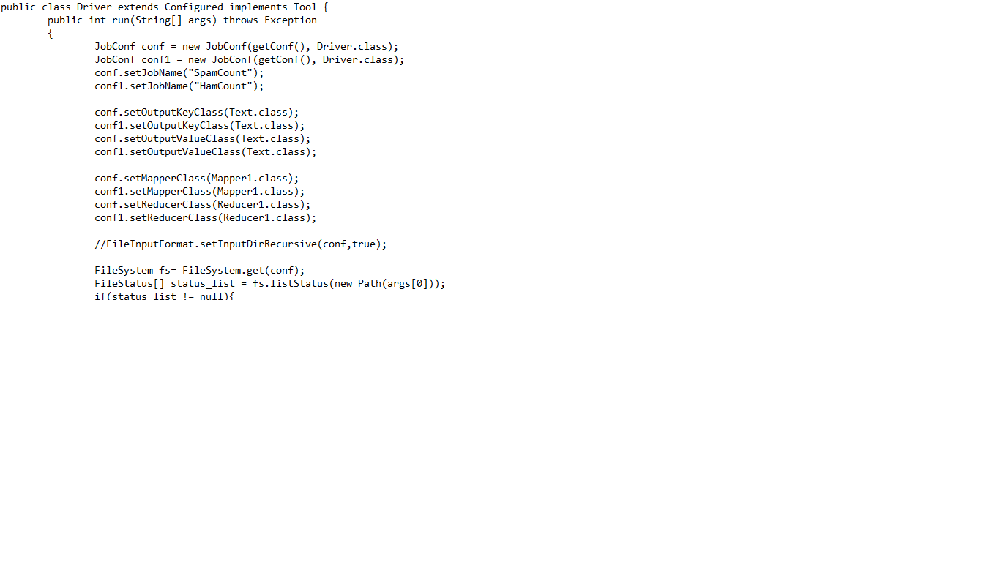 public class Driver extends Configured implements Tool {
public int run(String[] args) throws Exception
{
JobConf conf = new JobConf(getConf(), Driver.class);
JobConf conf1 = new JobConf(getConf(), Driver.class);
conf.setJobName("SpamCount");
conf1.setJobName("HamCount");
conf.setOutputKeyClass(Text.class);
conf1.setOutputKeyClass(Text.class);
conf.setOutputValueClass(Text.class);
conf1.setOutputValueClass(Text.class);
conf.setMapperClass(Mapper1.class);
conf1.setMapperClass(Mapper1.class);
conf.setReducerClass(Reducer1.class);
conf1.setReducerClass(Reducer1.class);
//FileInputFormat.setInputDirRecursive(conf,true);
FileSystem fs= FileSystem.get(conf);
FileStatus[] status_list = fs.listStatus(new Path(args[0]));
if(status_list != null){